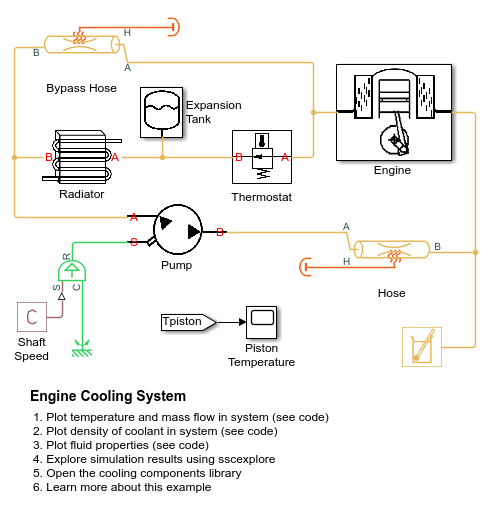 H
B
A
Bypass Hose
Expansion
Tank
B
A
Radiator
B
A
Thermostat
Engine
A
B
S
Pump
A
B
H
Hose
R
S
C
C
Shaft
Speed
Tpiston
Piston
Temperature
Engine Cooling System
1. Plot temperature and mass flow in system (see code)
2. Plot density of coolant in system (see code)
3. Plot fluid properties (see code)
4. Explore simulation results using sscexplore
5. Open the cooling components library
6. Learn more about this example